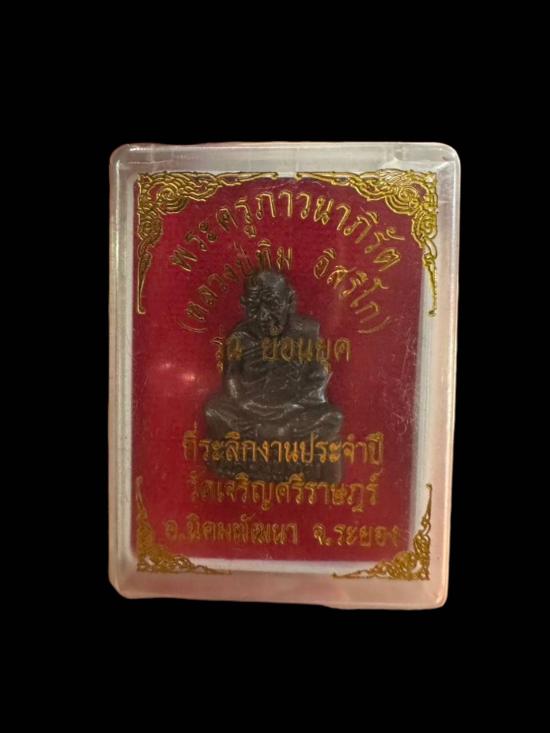 พระครูภาวนาภิรัต
(หลวงปู่ทิม อิสริโก)
รุ่น ย้อนยุค
ที่ระลึกงานประจำปี
วัดเจริญศรีราษฎร์
อ.นิคมพัฒนา จ.ระยอง